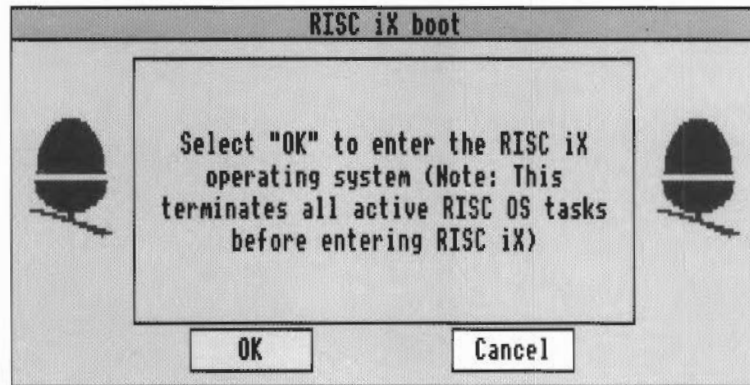 RISC iX boot
Select "OK" to enter the RISC iX
operating system (Note: This
terminates all active RISC OS tasks
before entering RISC iX)
OK
Cancel